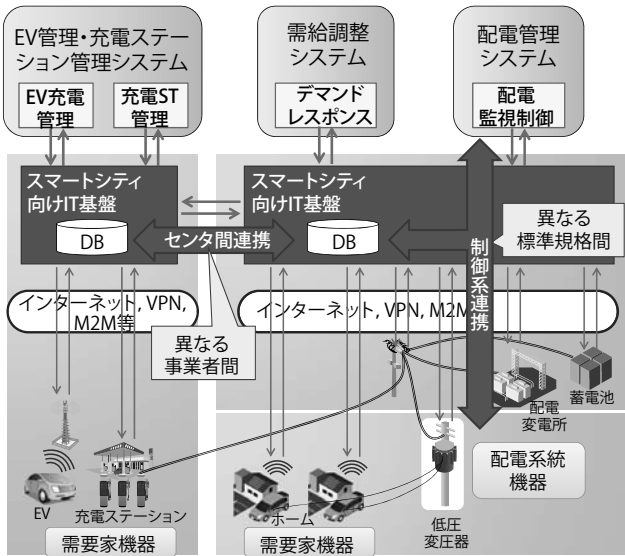 EV管理・充電ステー
ション管理システム
EV充電
管理
充電ST
管理
需給調整
システム
デマンド
レスポンス
配電管理
システム
配電
監視制御
スマートシティ
向けIT基盤
DB
センタ間連携
スマートシティ
向けIT基盤
DB
制御系連携
異なる
標準規格間
インターネット, VPN,
M2M等
インターネット, VPN, M2M
異なる
事業者間
配電
変電所
蓄電池
EV
充電ステーション
需要家機器
ホーム
需要家機器
低圧
変圧器
配電系統
機器